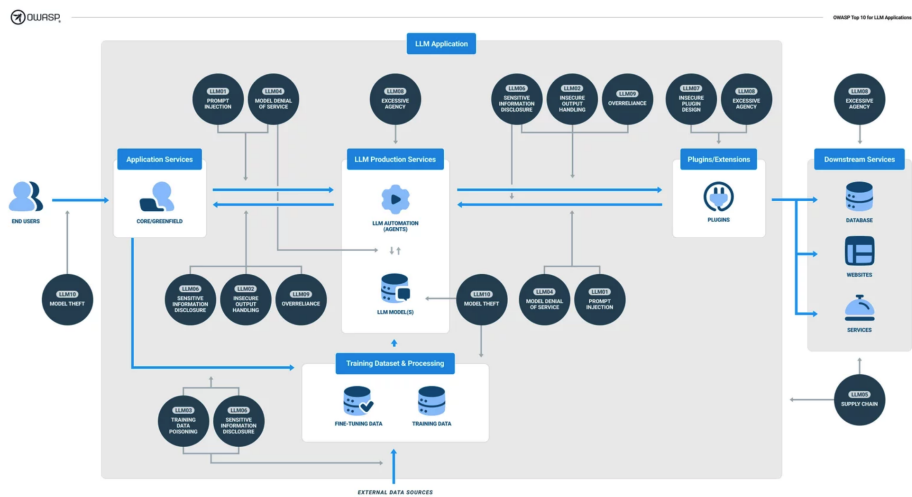 OWASP
OWASP Top 10 for LLM Applications
LLM Application
LLM01
PROMPT
INJECTION
LLM04
MODEL DENIAL
OF SERVICE
LLM08
EXCESSIVE
AGENCY
LLM06
SENSITIVE
INFORMATION
DISCLOSURE
LLM02
INSECURE
OUTPUT
HANDLING
LLM09
OVERRELIANCE
LLM07
INSECURE
PLUGIN
DESIGN
LLM08
EXCESSIVE
AGENCY
LLM08
EXCESSIVE
AGENCY
Application Services
LLM Production Services
Plugins/Extensions
Downstream Services
END USERS
CORE/GREENFIELD
LLM AUTOMATION
(AGENTS)
PLUGINS
DATABASE
WEBSITES
SERVICES
LLM MODEL(S)
LLM10
MODEL THEFT
LLM06
SENSITIVE
INFORMATION
DISCLOSURE
LLM02
INSECURE
OUTPUT
HANDLING
LLM09
OVERRELIANCE
LLM10
MODEL THEFT
LLM04
MODEL DENIAL
OF SERVICE
LLM01
PROMPT
INJECTION
Training Dataset & Processing
FINE-TUNING DATA
TRAINING DATA
LLM03
TRAINING
DATA
POISONING
LLM06
SENSITIVE
INFORMATION
DISCLOSURE
LLM05
SUPPLY CHAIN
EXTERNAL DATA SOURCES